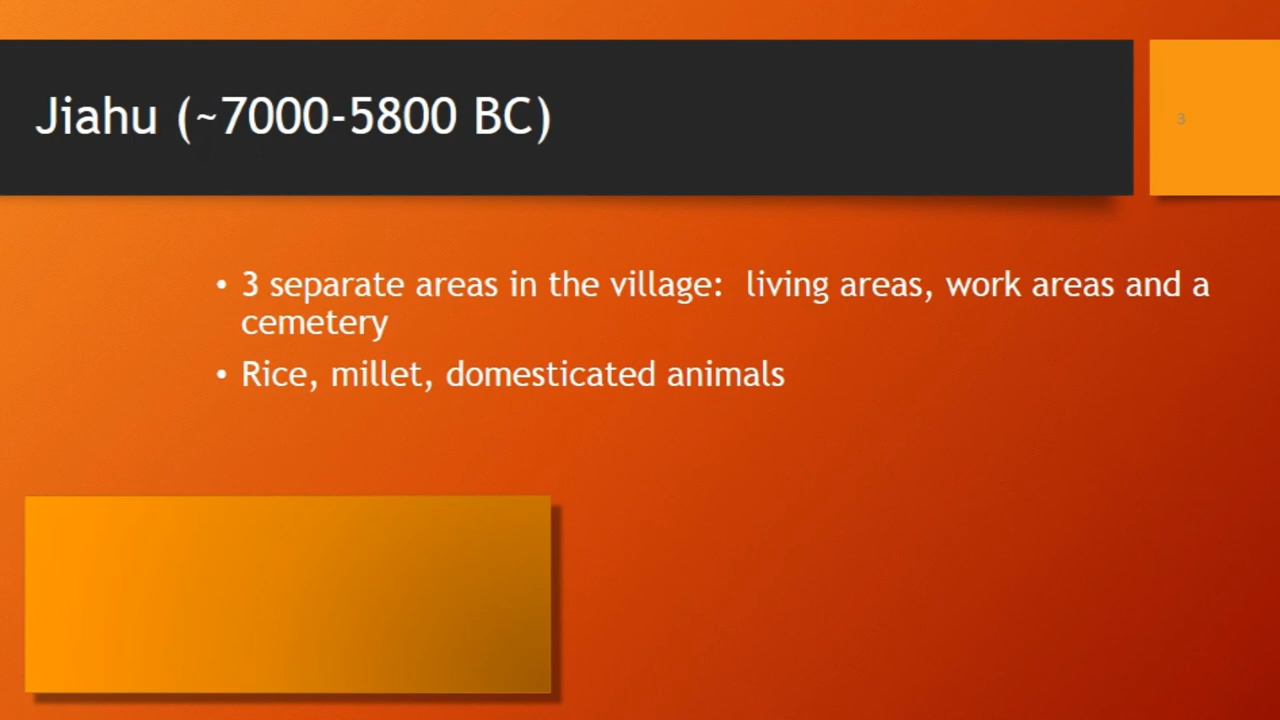 Jiahu (~7000-5800 BC)
3
• 3 separate areas in the village:  living areas, work areas and a
cemetery
• Rice, millet, domesticated animals